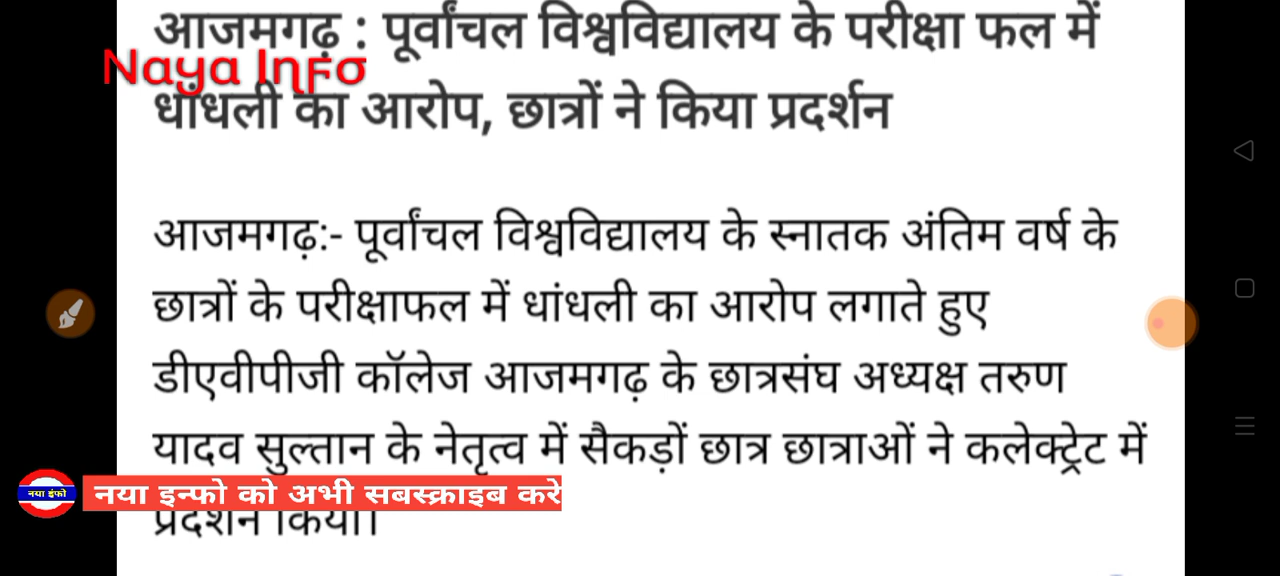 आजमगढ़ : पूर्वांचल विश्वविद्यालय के परीक्षा फल में
Naya Info
धांधली का आरोप, छात्रों ने किया प्रदर्शन
आजमगढ़:- पूर्वांचल विश्वविद्यालय के स्नातक अंतिम वर्ष के
छात्रों के परीक्षाफल में धांधली का आरोप लगाते हुए
डीएवीपीजी कॉलेज आजमगढ़ के छात्रसंघ अध्यक्ष तरुण
यादव सुल्तान के नेतृत्व में सैकड़ों छात्र छात्राओं ने कलेक्ट्रेट में
नया इंफो
नया इन्फो को अभी सबस्क्राइब करे
प्रदर्शन किया।